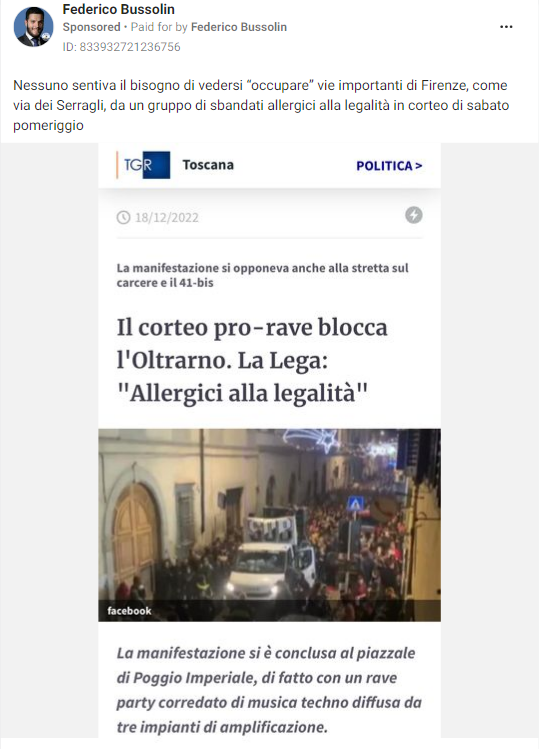 Federico Bussolin
Sponsored • Paid for by Federico Bussolin
ID: 833932721236756
Nessuno sentiva il bisogno di vedersi “occupare” vie importanti di Firenze, come
via dei Serragli, da un gruppo di sbandati allergici alla legalità in corteo di sabato
pomeriggio
TGR Toscana POLITICA >
18/12/2022
La manifestazione si opponeva anche alla stretta sul
carcere e il 41-bis
Il corteo pro-rave blocca
l'Oltrarno. La Lega:
"Allergici alla legalità"
facebook
La manifestazione si è conclusa al piazzale
di Poggio Imperiale, di fatto con un rave
party corredato di musica techno diffusa da
tre impianti di amplificazione.